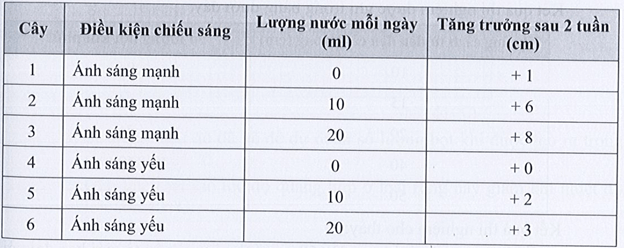 Cây | Điều kiện chiếu sáng | Lượng nước mỗi ngày (ml) | Tăng trưởng sau 2 tuần (cm)
1 | Ánh sáng mạnh | 0 | + 1
2 | Ánh sáng mạnh | 10 | + 6
3 | Ánh sáng mạnh | 20 | + 8
4 | Ánh sáng yếu | 0 | + 0
5 | Ánh sáng yếu | 10 | + 2
6 | Ánh sáng yếu | 20 | + 3